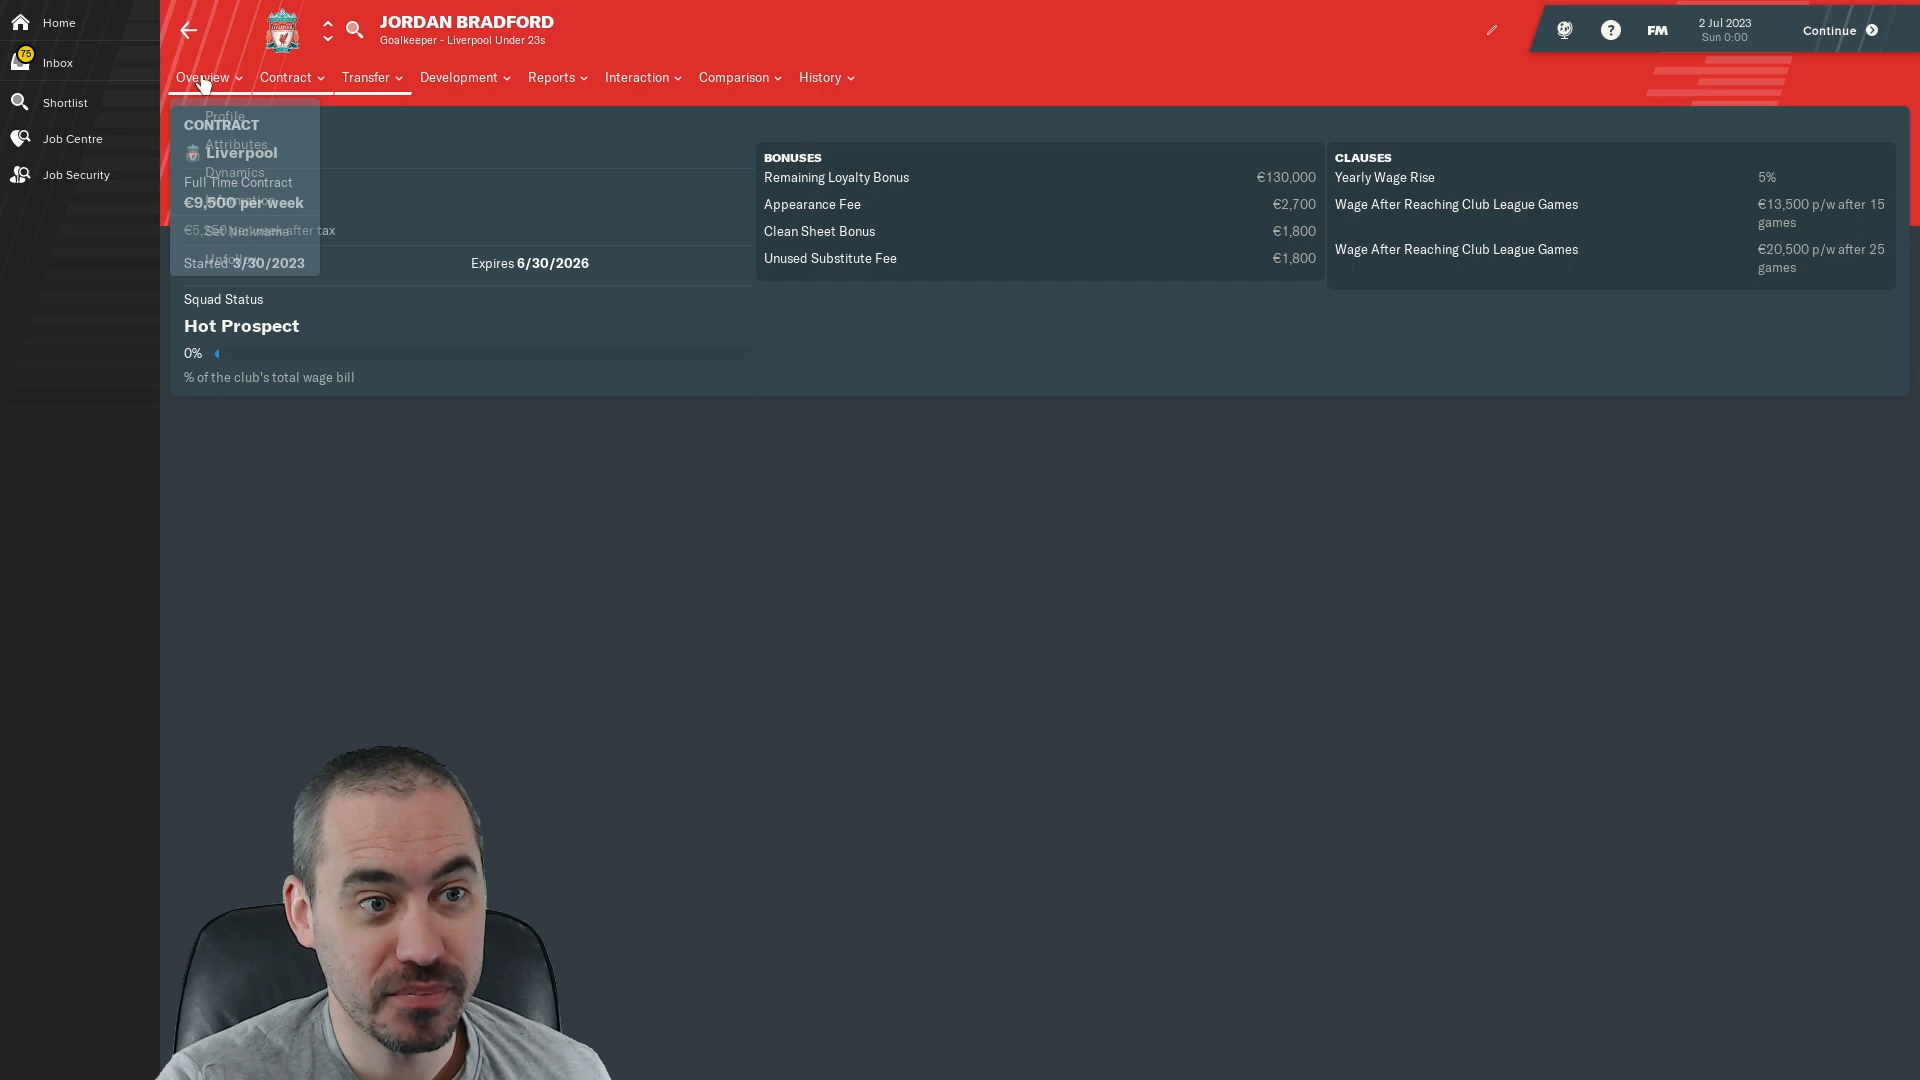 Home
75
Inbox
Shortlist
Job Centre
Job Security
JORDAN BRADFORD
Goalkeeper - Liverpool Under 23s
FM
2 Jul 2023
Sun 0:00
Continue
Overview
Contract
Transfer
Development
Reports
Interaction
Comparison
History
Profile
CONTRACT
Attributes
Liverpool
Dynamics
Full Time Contract
€9,500 per week
Set Nickname
after tax
Started 3/30/2023
Expires 6/30/2026
Squad Status
Hot Prospect
0%
% of the club's total wage bill
BONUSES
Remaining Loyalty Bonus €130,000
Appearance Fee €2,700
Clean Sheet Bonus €1,800
Unused Substitute Fee €1,800
CLAUSES
Yearly Wage Rise 5%
Wage After Reaching Club League Games €13,500 p/w after 15
games
Wage After Reaching Club League Games €20,500 p/w after 25
games